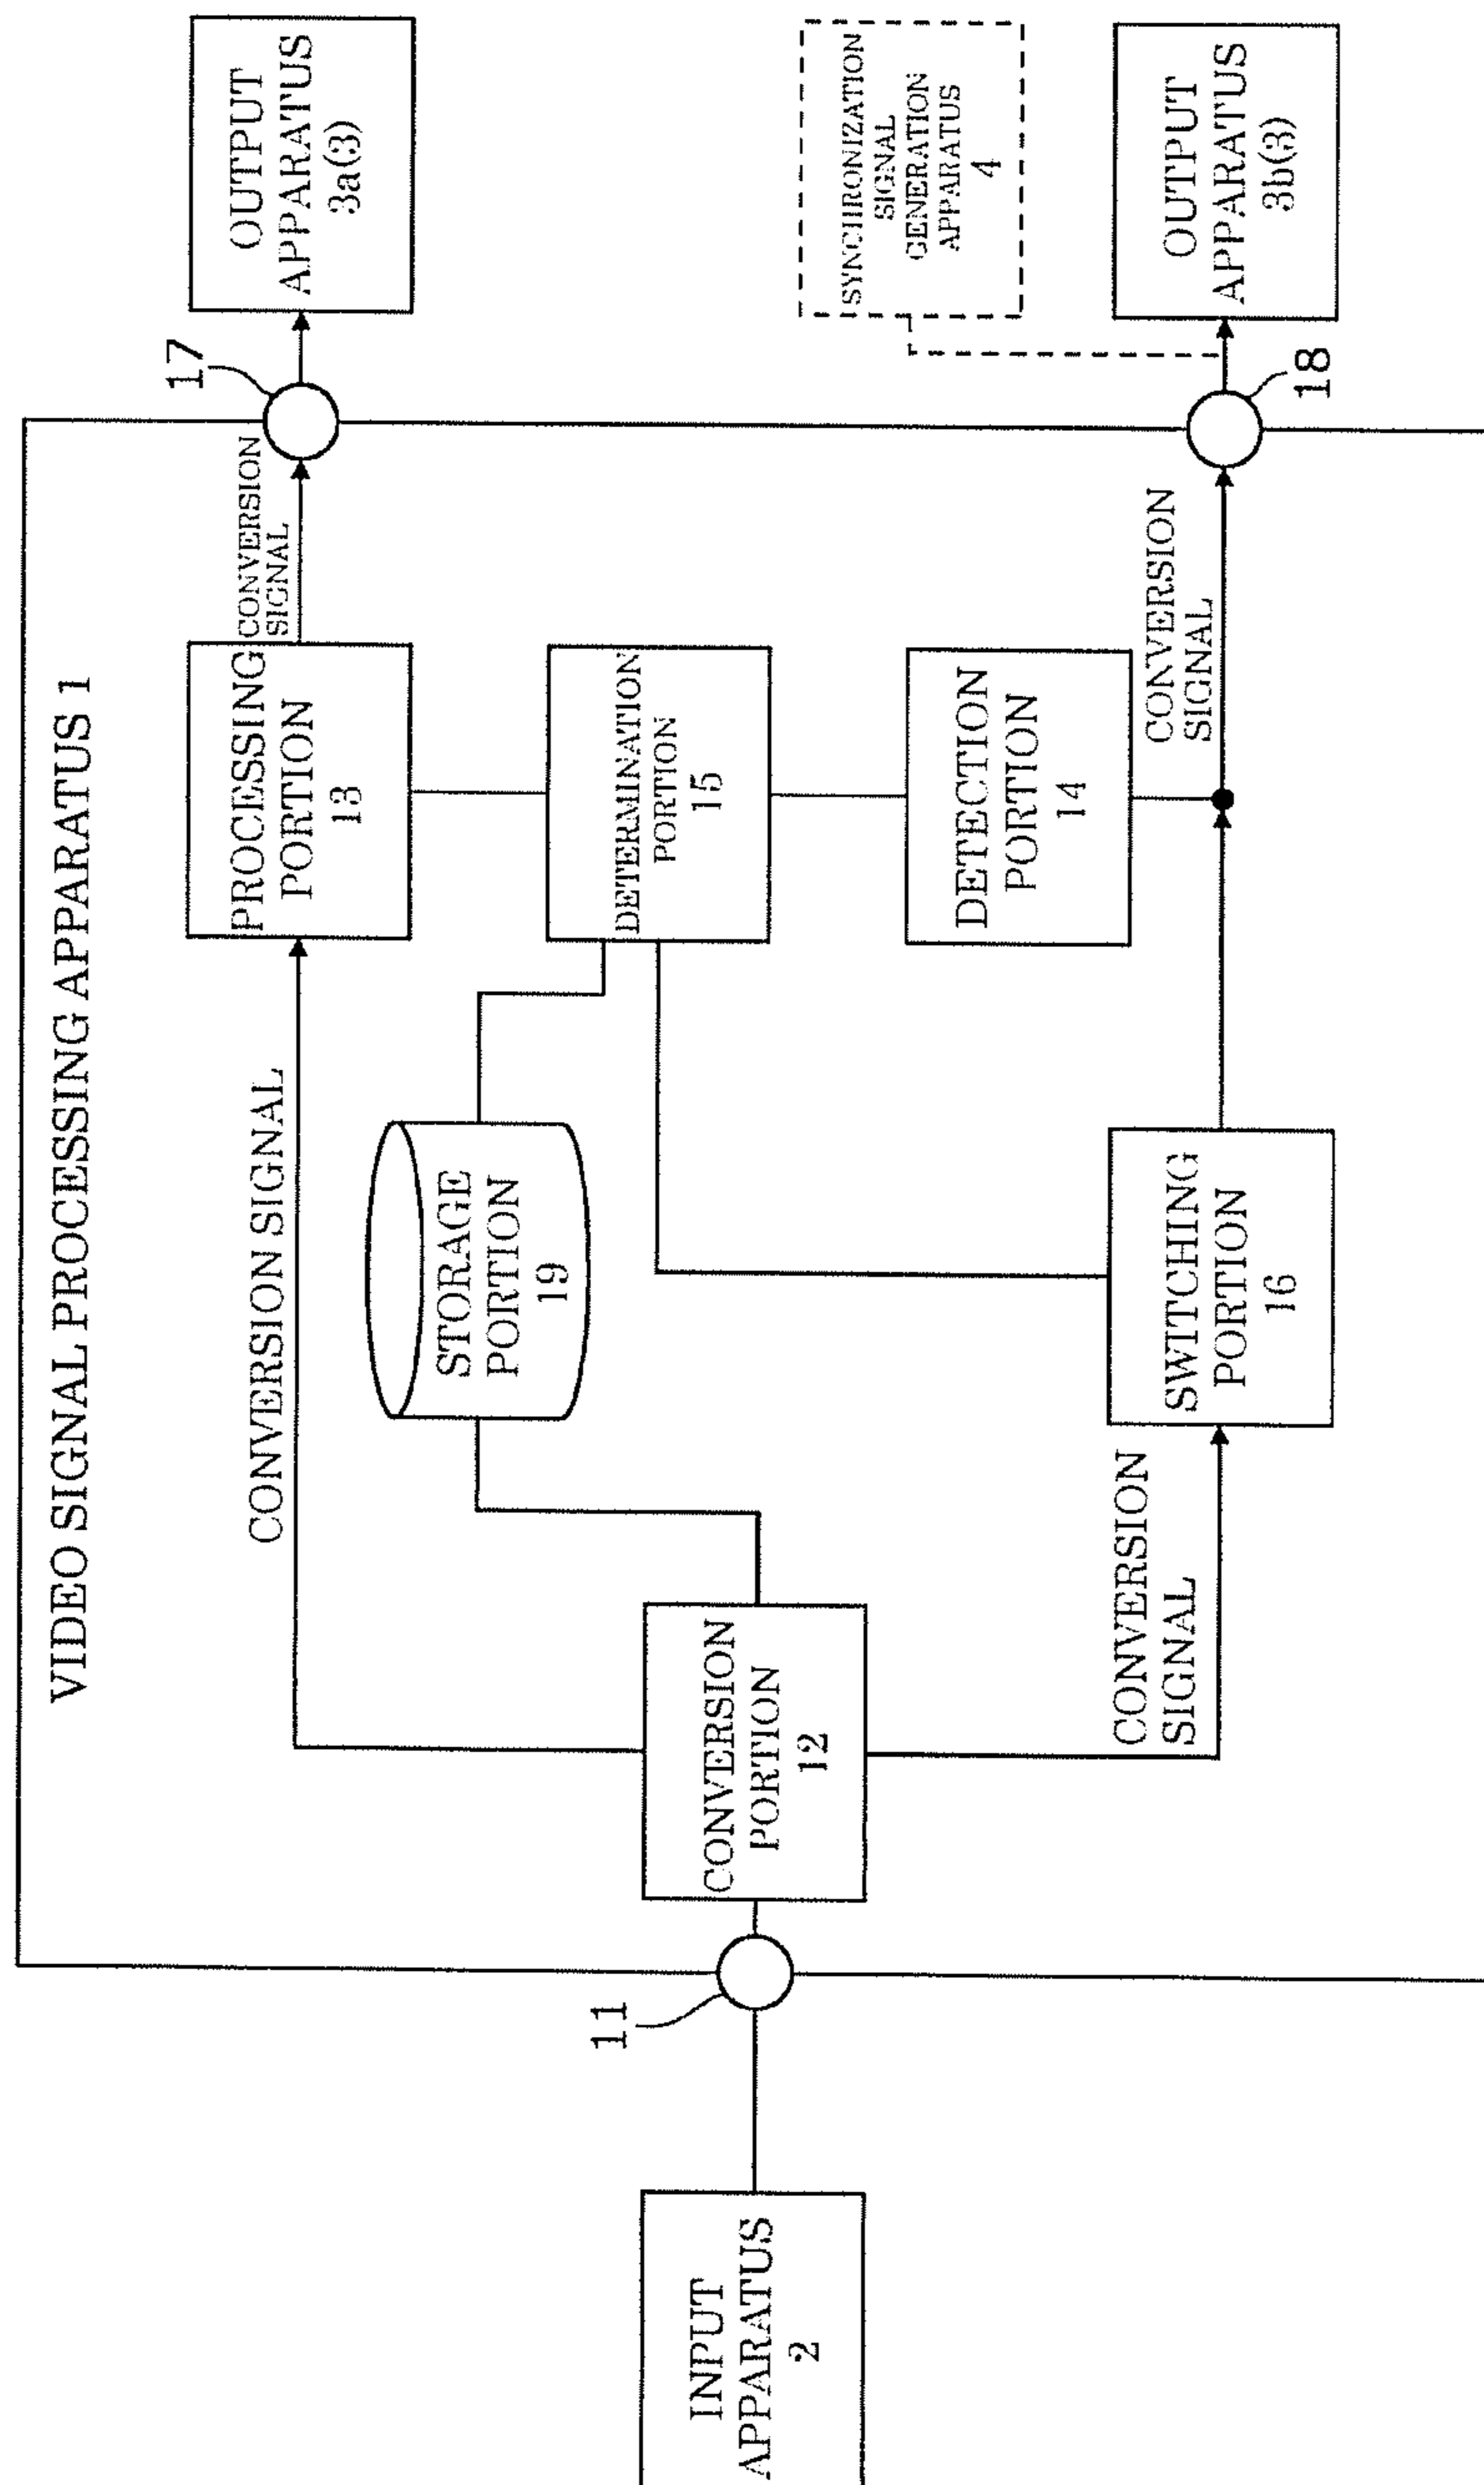 VIDEO SIGNAL PROCESSING APPARATUS 1
INPUT
APPARATUS
2
11
CONVERSION
PORTION
12
CONVERSION SIGNAL
STORAGE
PORTION
19
CONVERSION
SIGNAL
SWITCHING
PORTION
16
PROCESSING
PORTION
13
DETERMINATION
PORTION
15
DETECTION
PORTION
14
CONVERSION
SIGNAL
CONVERSION
SIGNAL
17
18
OUTPUT
APPARATUS
3a(3)
SYNCHRONIZATION
SIGNAL
GENERATION
APPARATUS
4
OUTPUT
APPARATUS
3b(3)